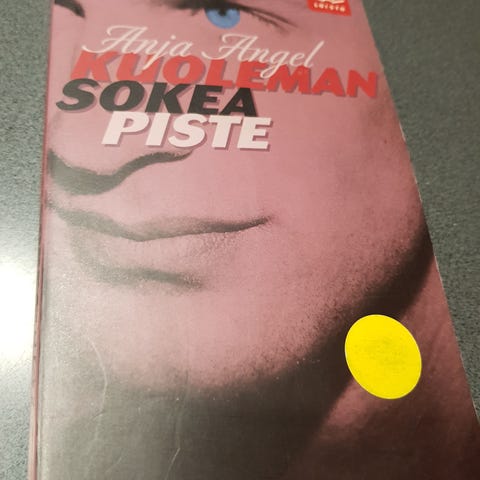 Anja Angel
KUOLEMAN
SOKEA
PISTE